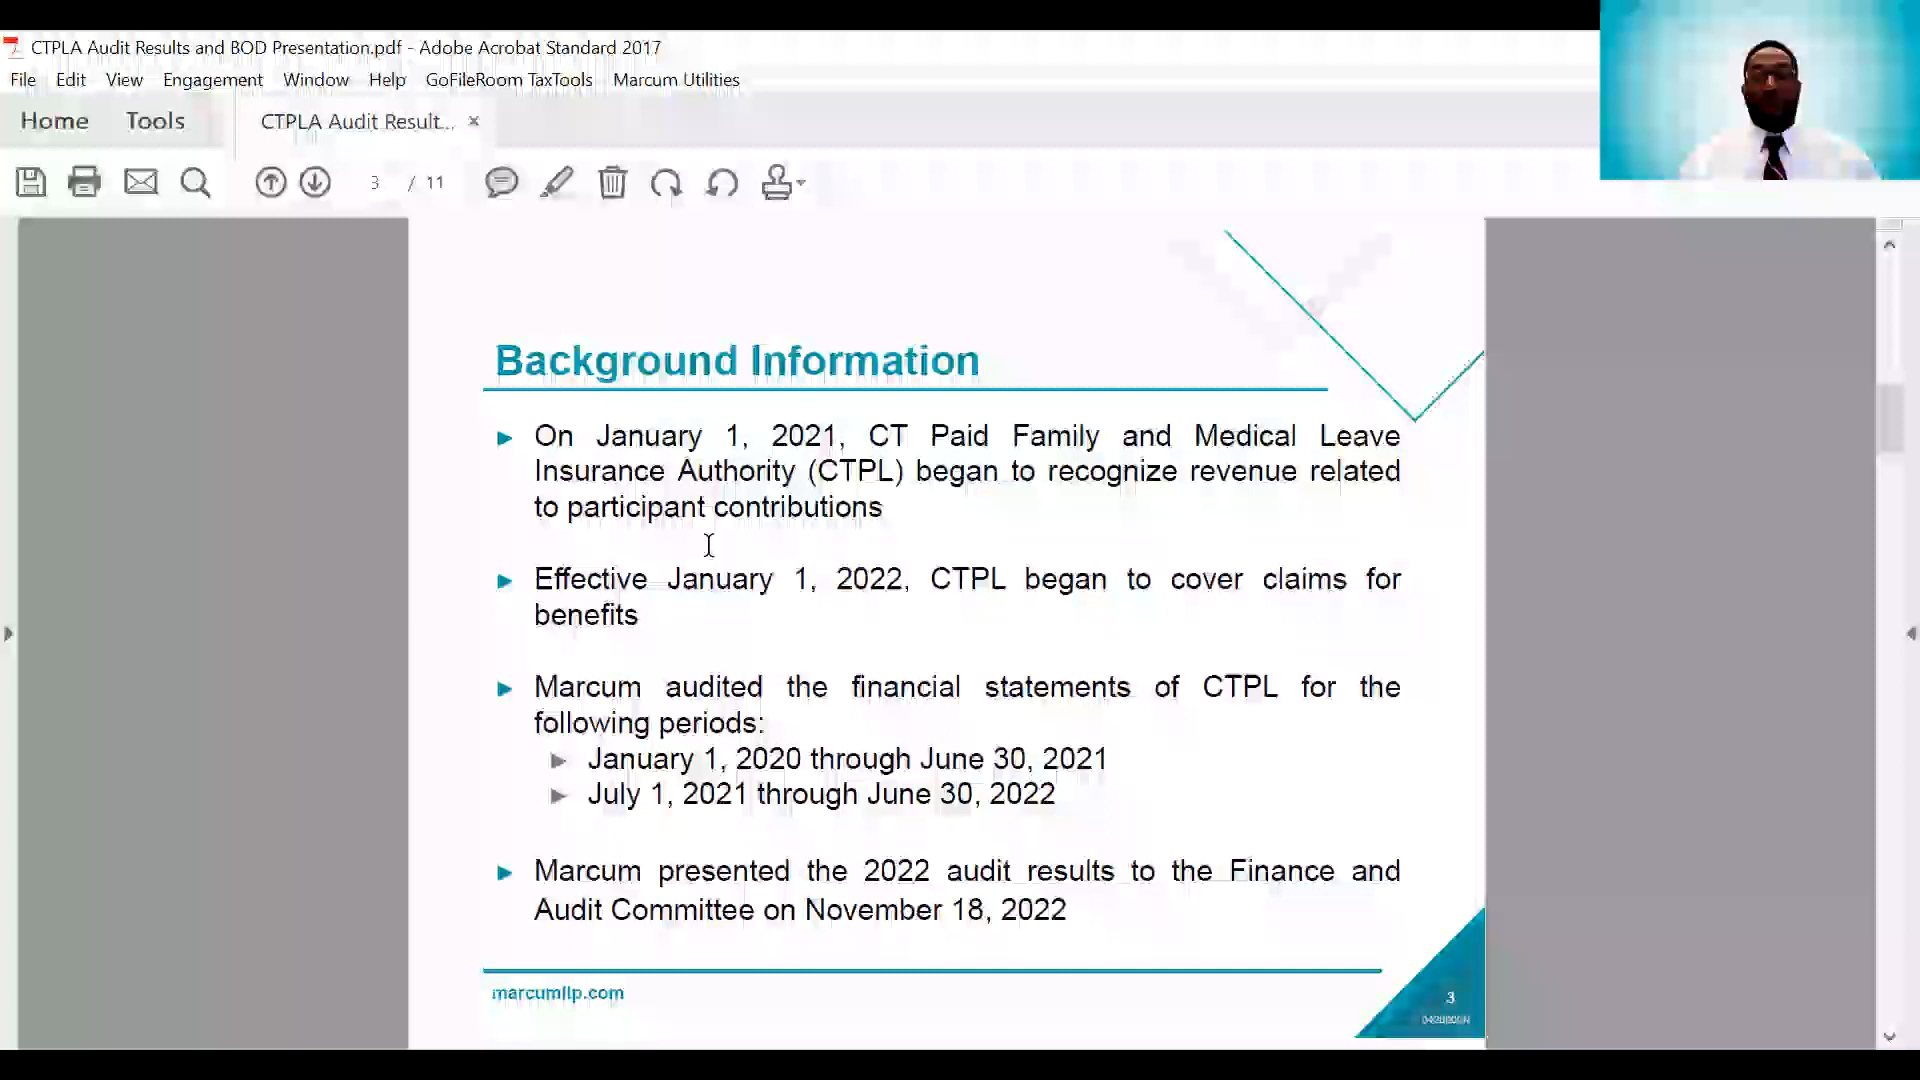 CTPLA Audit Results and BOD Presentation.pdf - Adobe Acrobat Standard 2017
File Edit View Engagement Window Help GoFileRoom TaxTools Marcum Utilities
Home Tools CTPLA Audit Result... ×
3 / 11
Background Information
On January 1, 2021, CT Paid Family and Medical Leave
Insurance Authority (CTPL) began to recognize revenue related
to participant contributions
Effective January 1, 2022, CTPL began to cover claims for
benefits
Marcum audited the financial statements of CTPL for the
following periods:
January 1, 2020 through June 30, 2021
July 1, 2021 through June 30, 2022
Marcum presented the 2022 audit results to the Finance and
Audit Committee on November 18, 2022
marcumllp.com
3